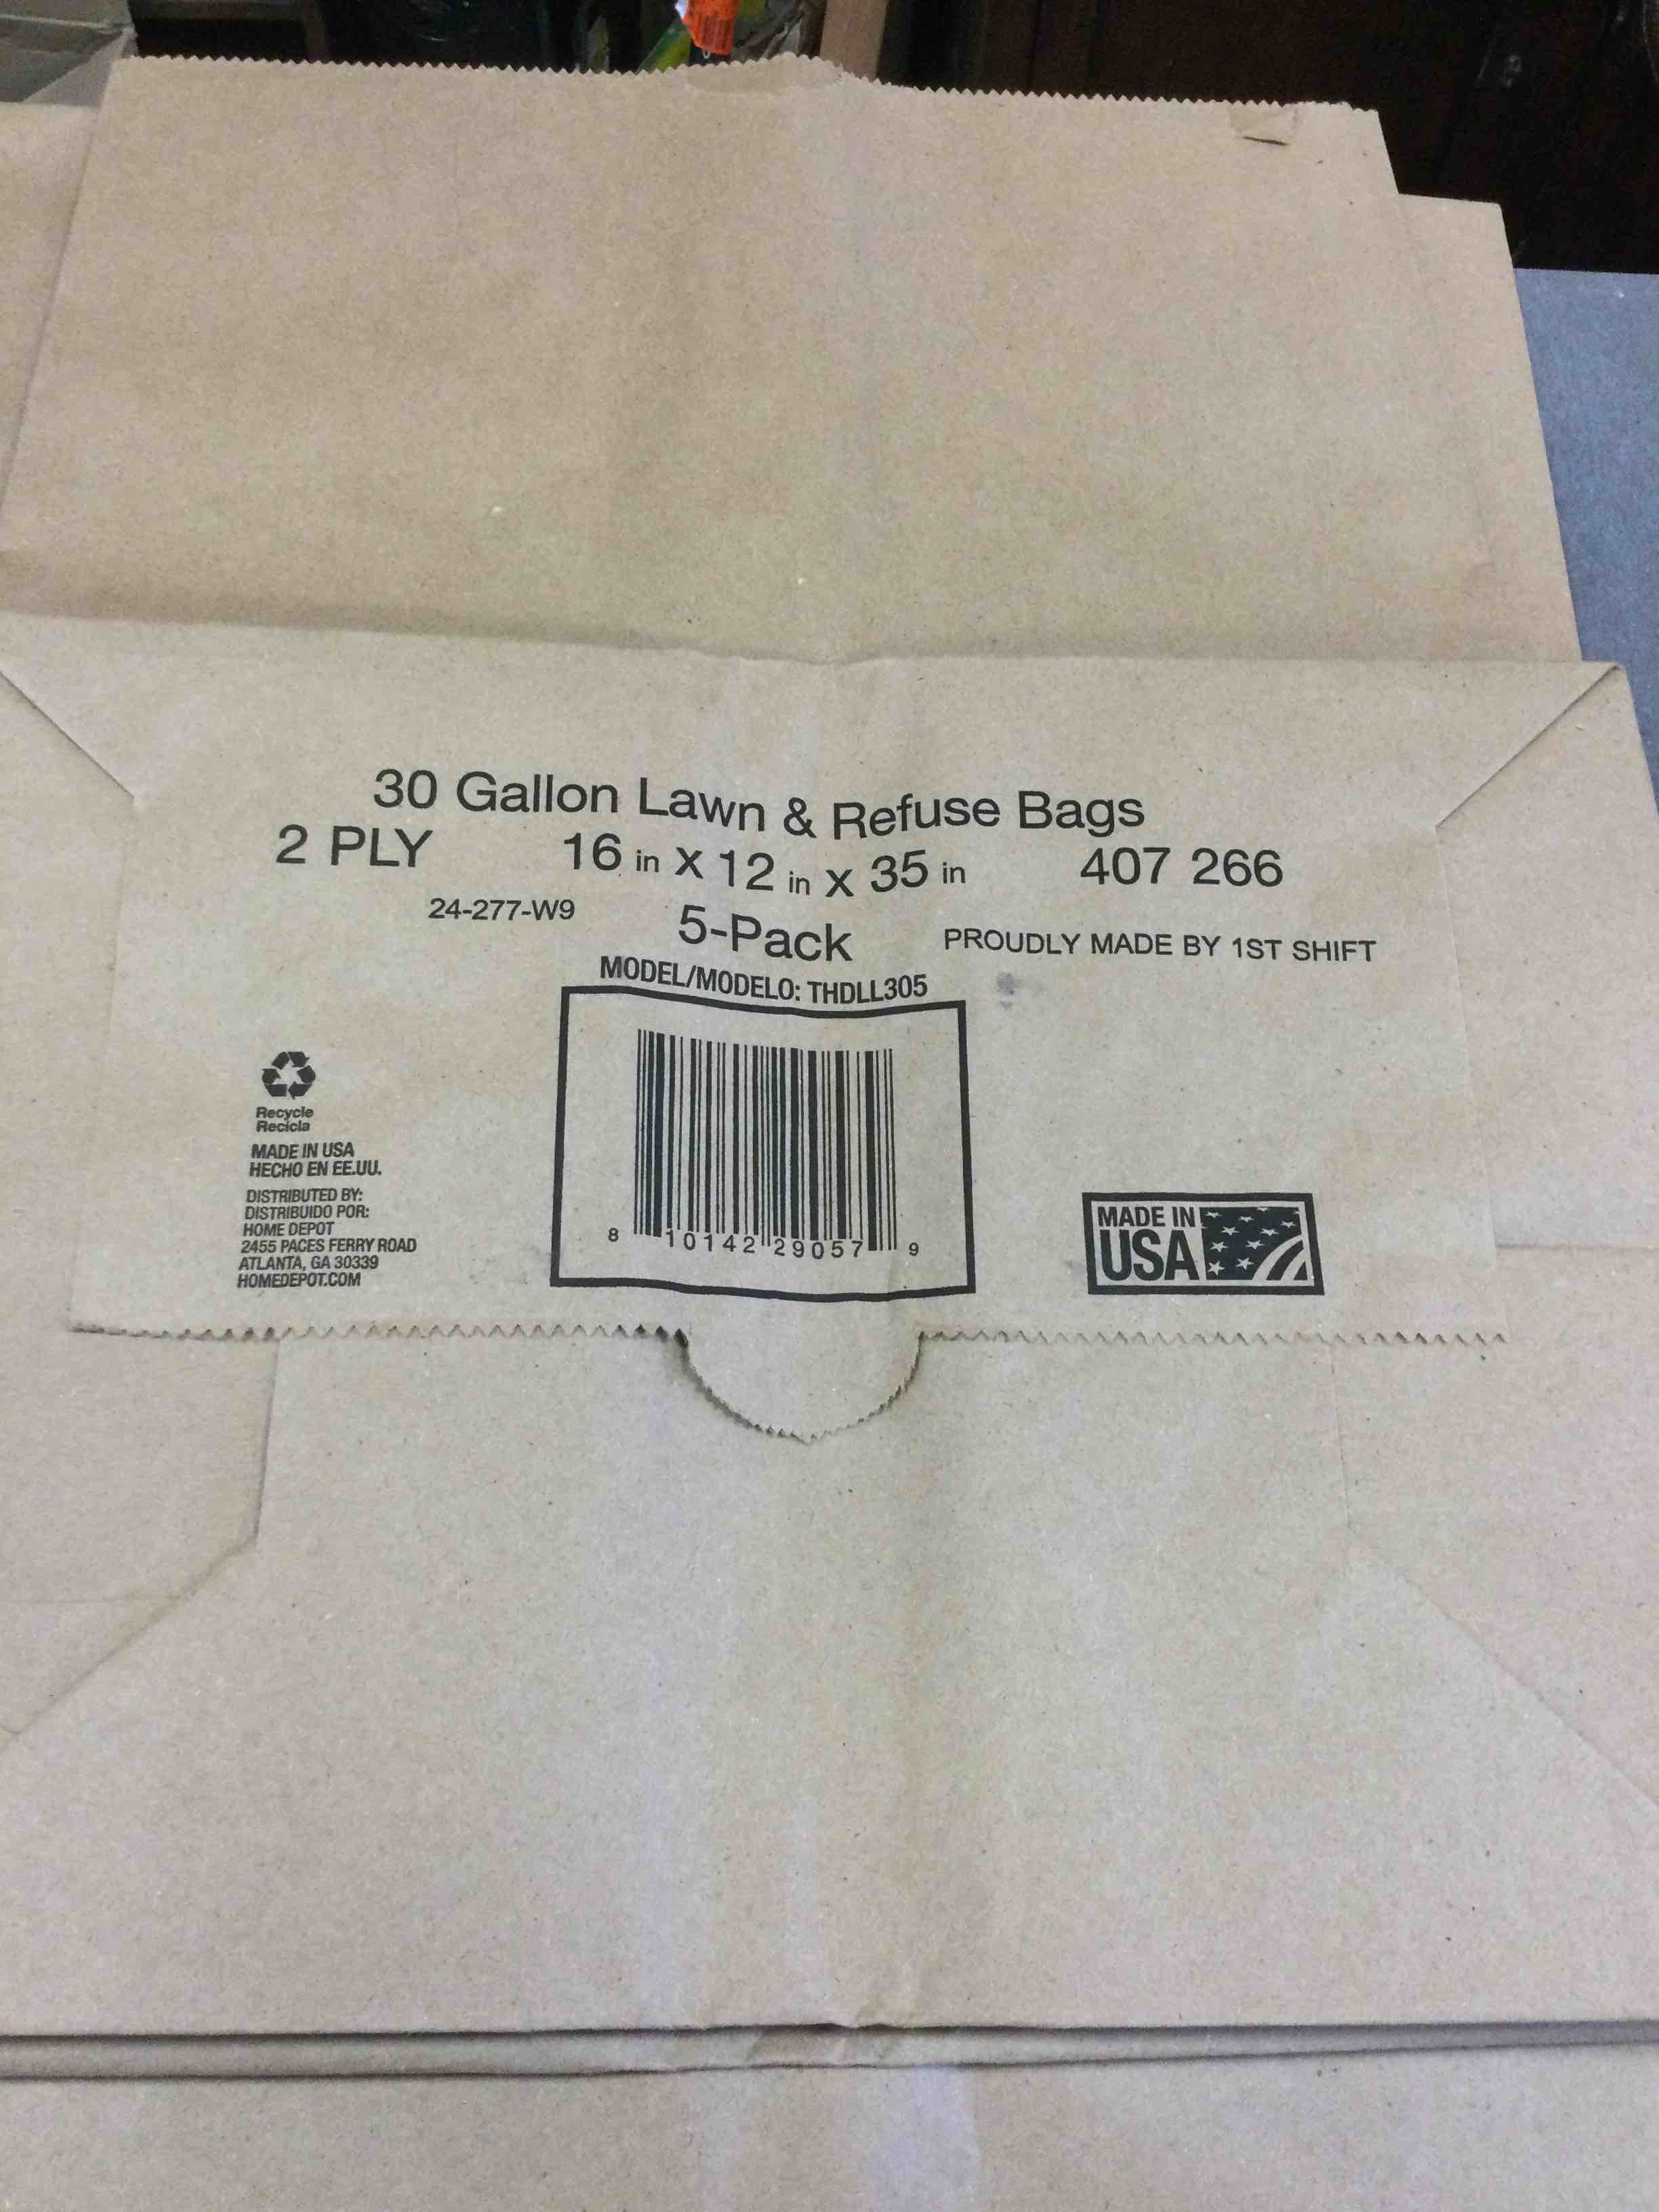 30 Gallon Lawn & Refuse Bags
2 PLY 16 in X 12 in X 35 in 407 266
24-277-W9 5-Pack PROUDLY MADE BY 1ST SHIFT
MODEL/MODELO: THDLL305
Recycle
Recicla
MADE IN USA
HECHO EN EE.UU.
DISTRIBUTED BY:
DISTRIBUIDO POR:
HOME DEPOT
2455 PACES FERRY ROAD
ATLANTA, GA 30339
HOMEDEPOT.COM
8 10142 29057 9
MADE IN
USA